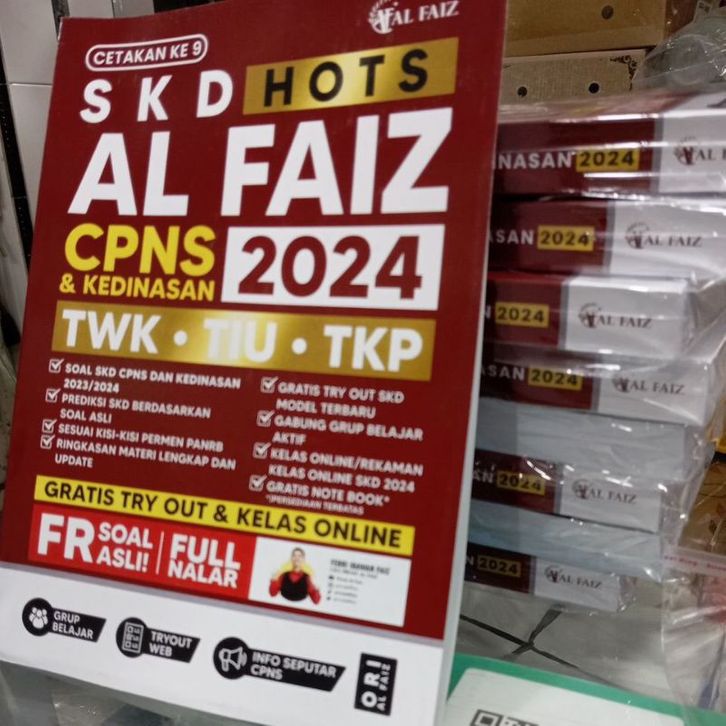 AL FAIZ
CETAKAN KE 9
SKD HOTS
AL FAIZ
CPNS
& KEDINASAN
2024
TWK • TIU • TKP
SOAL SKD CPNS DAN KEDINASAN
2023/2024
PREDIKSI SKD BERDASARKAN
SOAL ASLI
SESUAI KISI-KISI PERMEN PANRB
RINGKASAN MATERI LENGKAP DAN
UPDATE
GRATIS TRY OUT SKD
MODEL TERBARU
GABUNG GRUP BELAJAR
AKTIF
KELAS ONLINE/REKAMAN
KELAS ONLINE SKD 2024
GRATIS NOTE BOOK*
*)PERSEDIAAN TERBATAS
GRATIS TRY OUT & KELAS ONLINE
FR SOAL
ASLI!
FULL
NALAR
GRUP
BELAJAR
TRYOUT
WEB
INFO SEPUTAR
CPNS
ORI
AL FAIZ
NASAN 2024 AL FAIZ
ASAN 2024 AL FAIZ
2024 AL FAIZ
AN 2024 AL FAIZ
AN 2024 AL FAIZ
2024 AL FAIZ